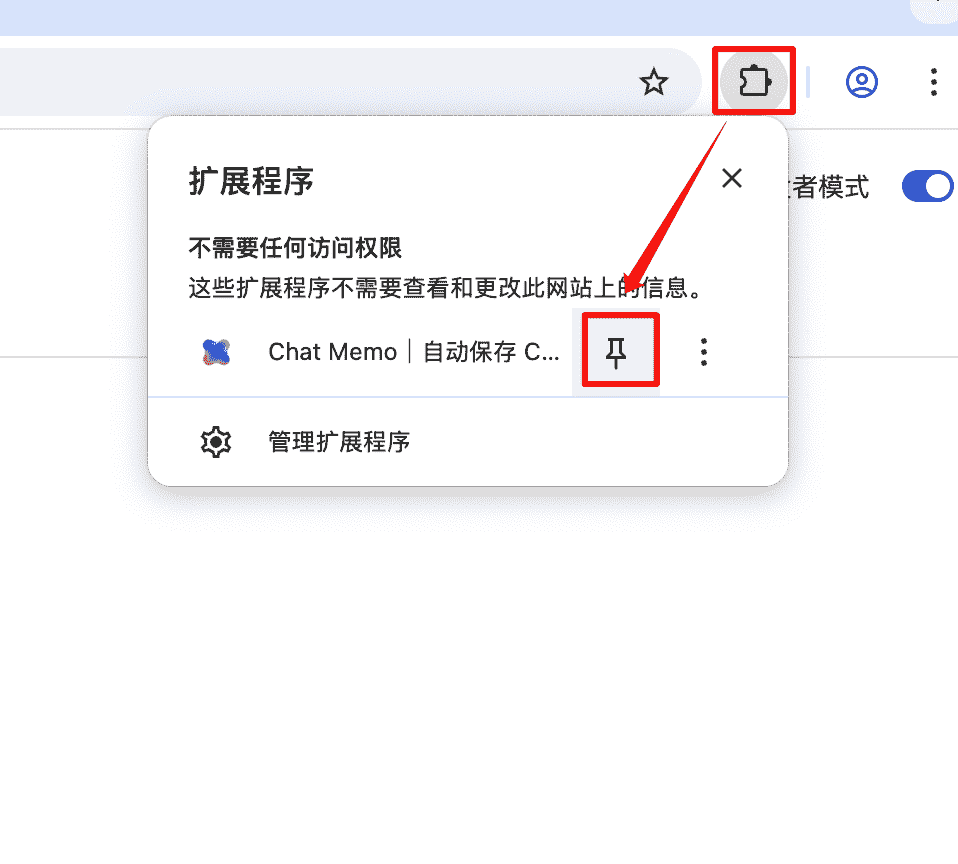 者模式
扩展程序
不需要任何访问权限
这些扩展程序不需要查看和更改此网站上的信息。
Chat Memo｜自动保存 C...
管理扩展程序